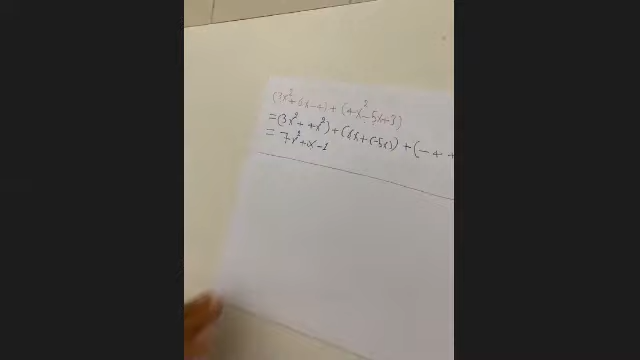 (3x²+6x-4) + (4x²-5x+3)
=(3x²+4x²)+(6x+(-5x))+(-4+
= 7x²+x-1